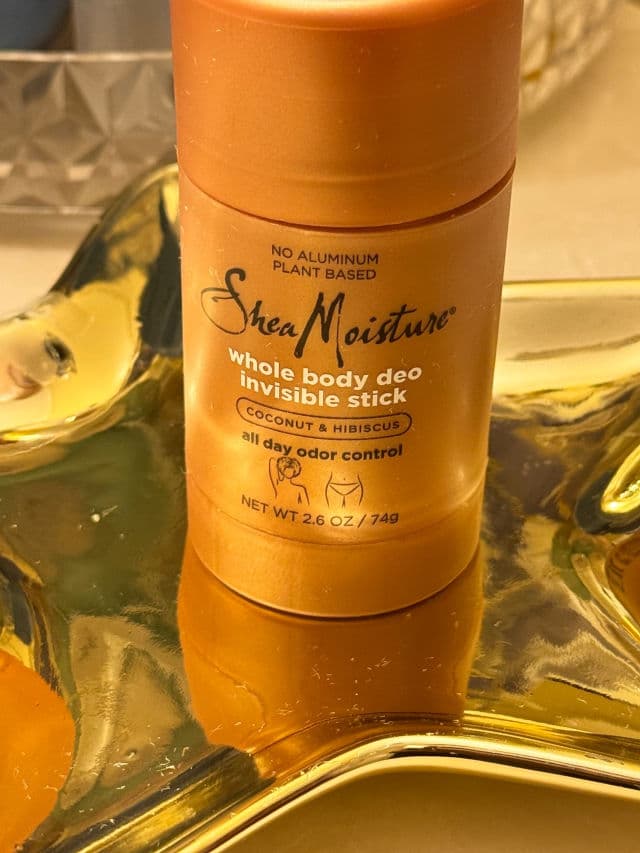 NO ALUMINUM
PLANT BASED
SheaMoisture®
whole body deo
invisible stick
COCONUT & HIBISCUS
all day odor control
NET WT 2.6 OZ / 74g